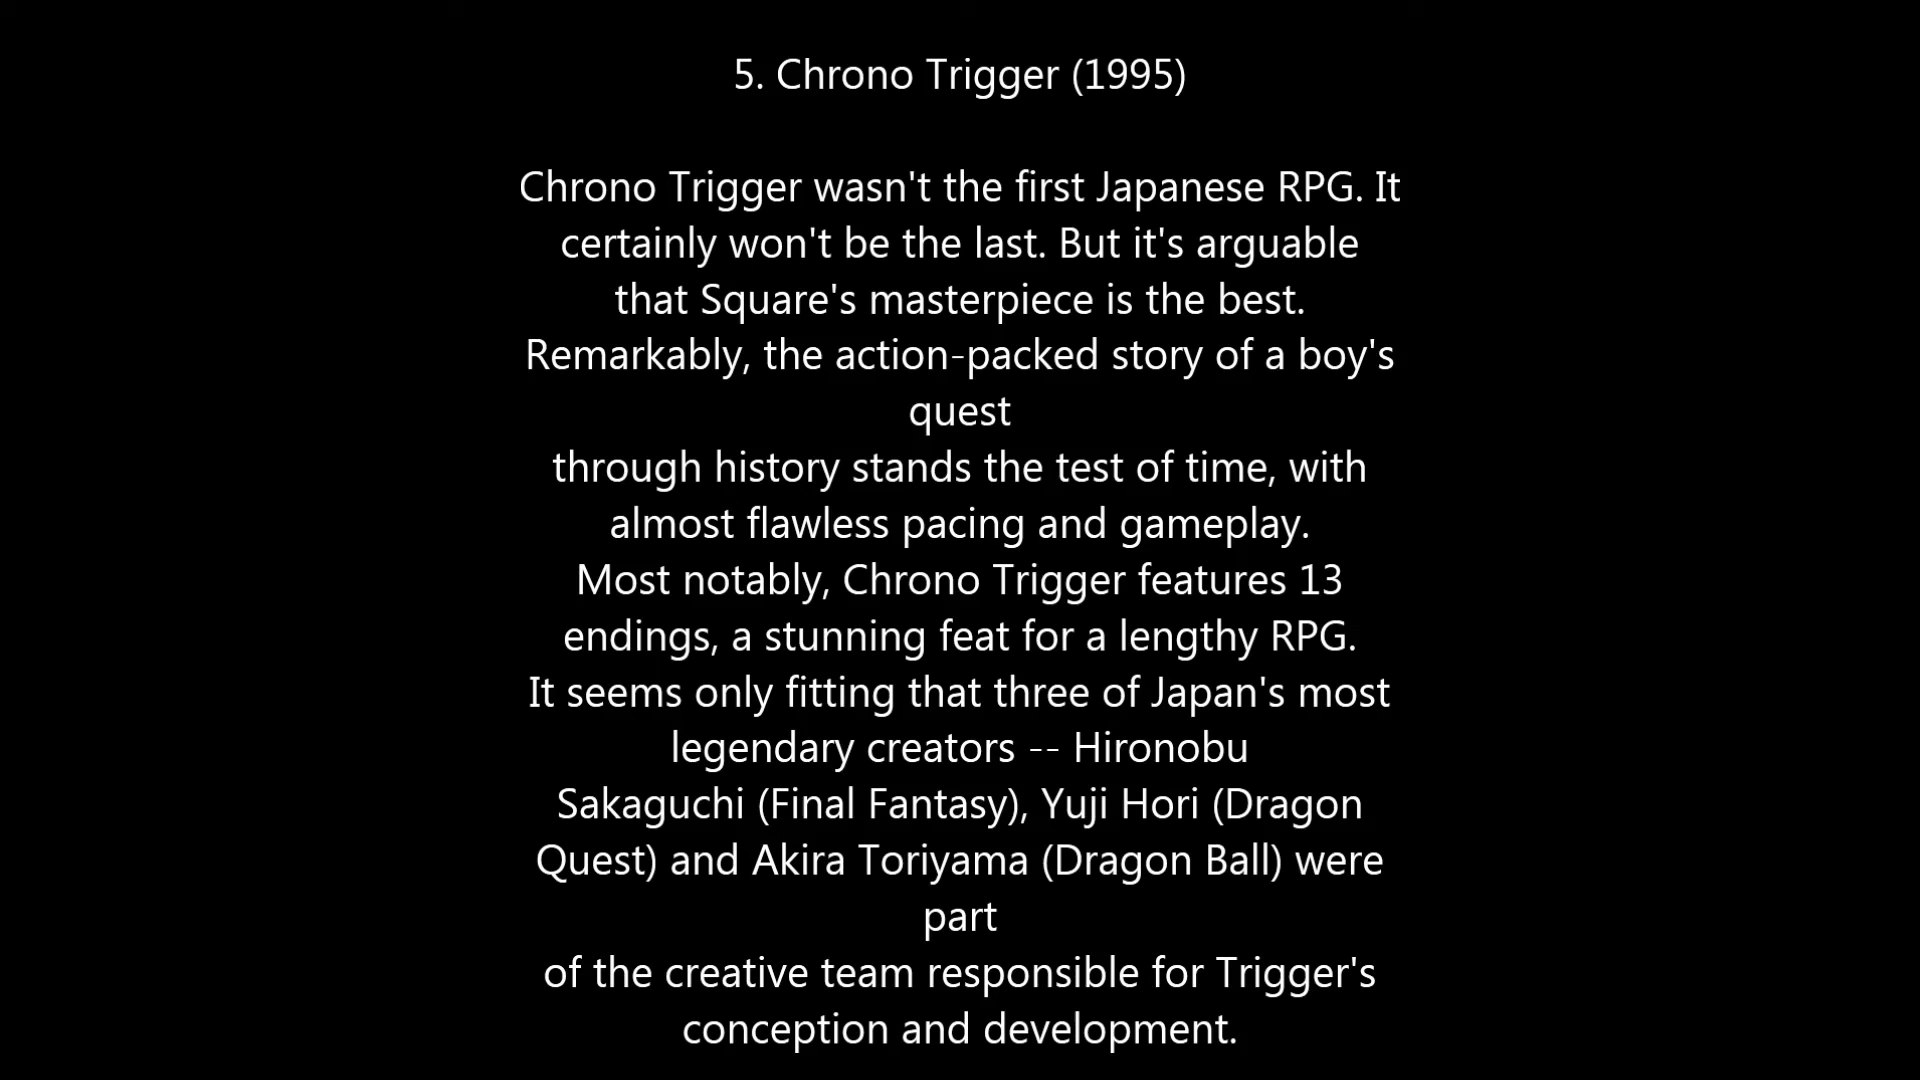 5. Chrono Trigger (1995)
Chrono Trigger wasn't the first Japanese RPG. It
certainly won't be the last. But it's arguable
that Square's masterpiece is the best.
Remarkably, the action-packed story of a boy's
quest
through history stands the test of time, with
almost flawless pacing and gameplay.
Most notably, Chrono Trigger features 13
endings, a stunning feat for a lengthy RPG.
It seems only fitting that three of Japan's most
legendary creators -- Hironobu
Sakaguchi (Final Fantasy), Yuji Hori (Dragon
Quest) and Akira Toriyama (Dragon Ball) were
part
of the creative team responsible for Trigger's
conception and development.